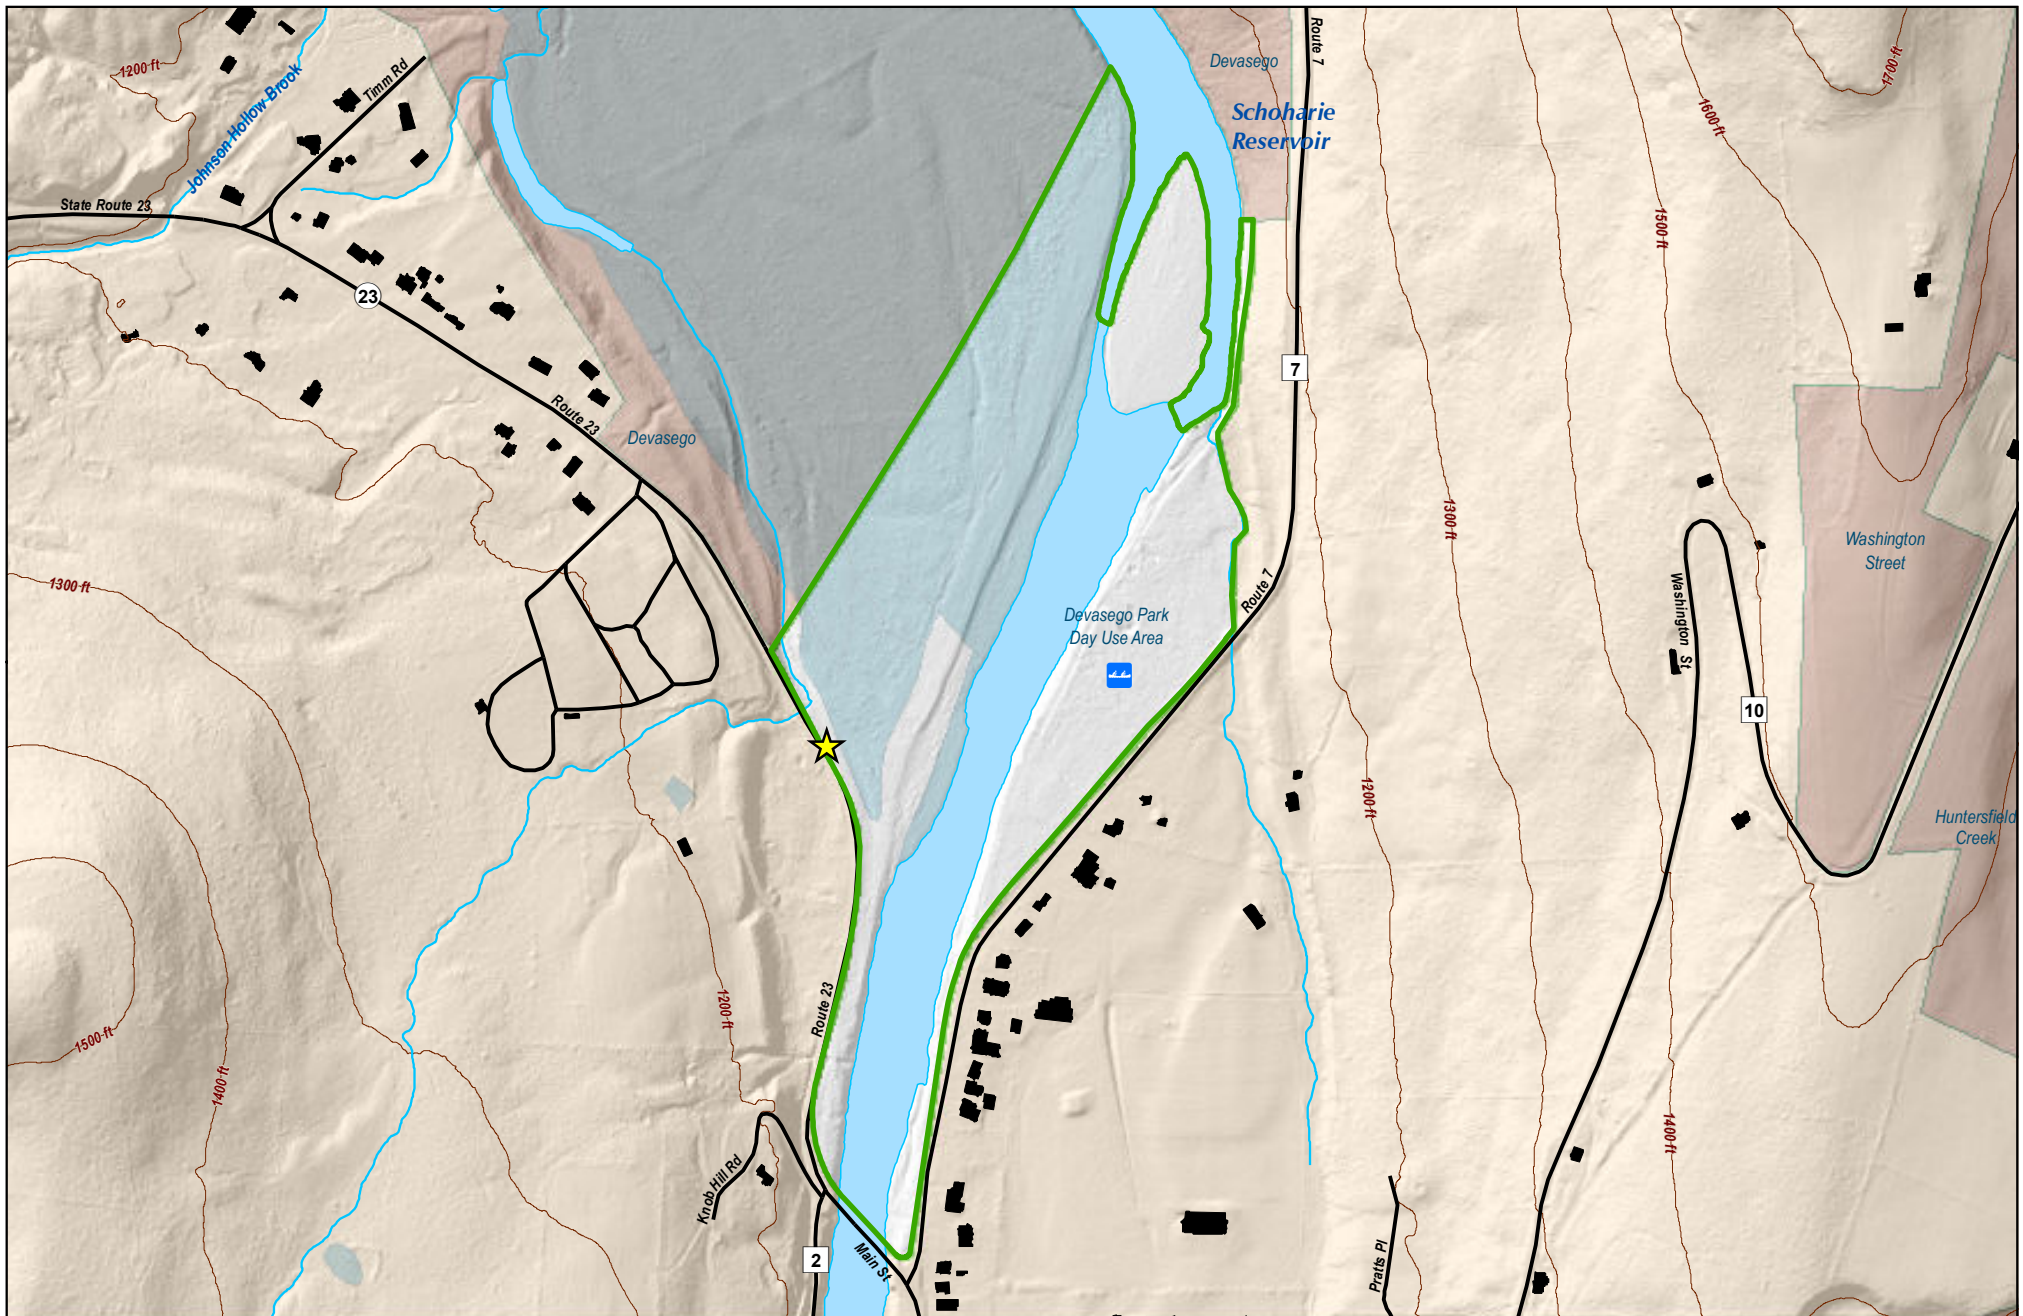 Route 7
1700 ft
Devasego
1200 ft
Timm Rd
Schoharie
Reservoir
1600 ft
Johnson Hollow Brook
State Route 23
1500 ft
23
7
Route 23
Devasego
1300 ft
Washington
Street
1300 ft
Route 7
Devasego Park
Day Use Area
Washington St
10
1200 ft
Huntersfield
Creek
Route 23
1200 ft
1500 ft
1400 ft
1400 ft
Knob Hill Rd
2
Main St
Pratts Pl